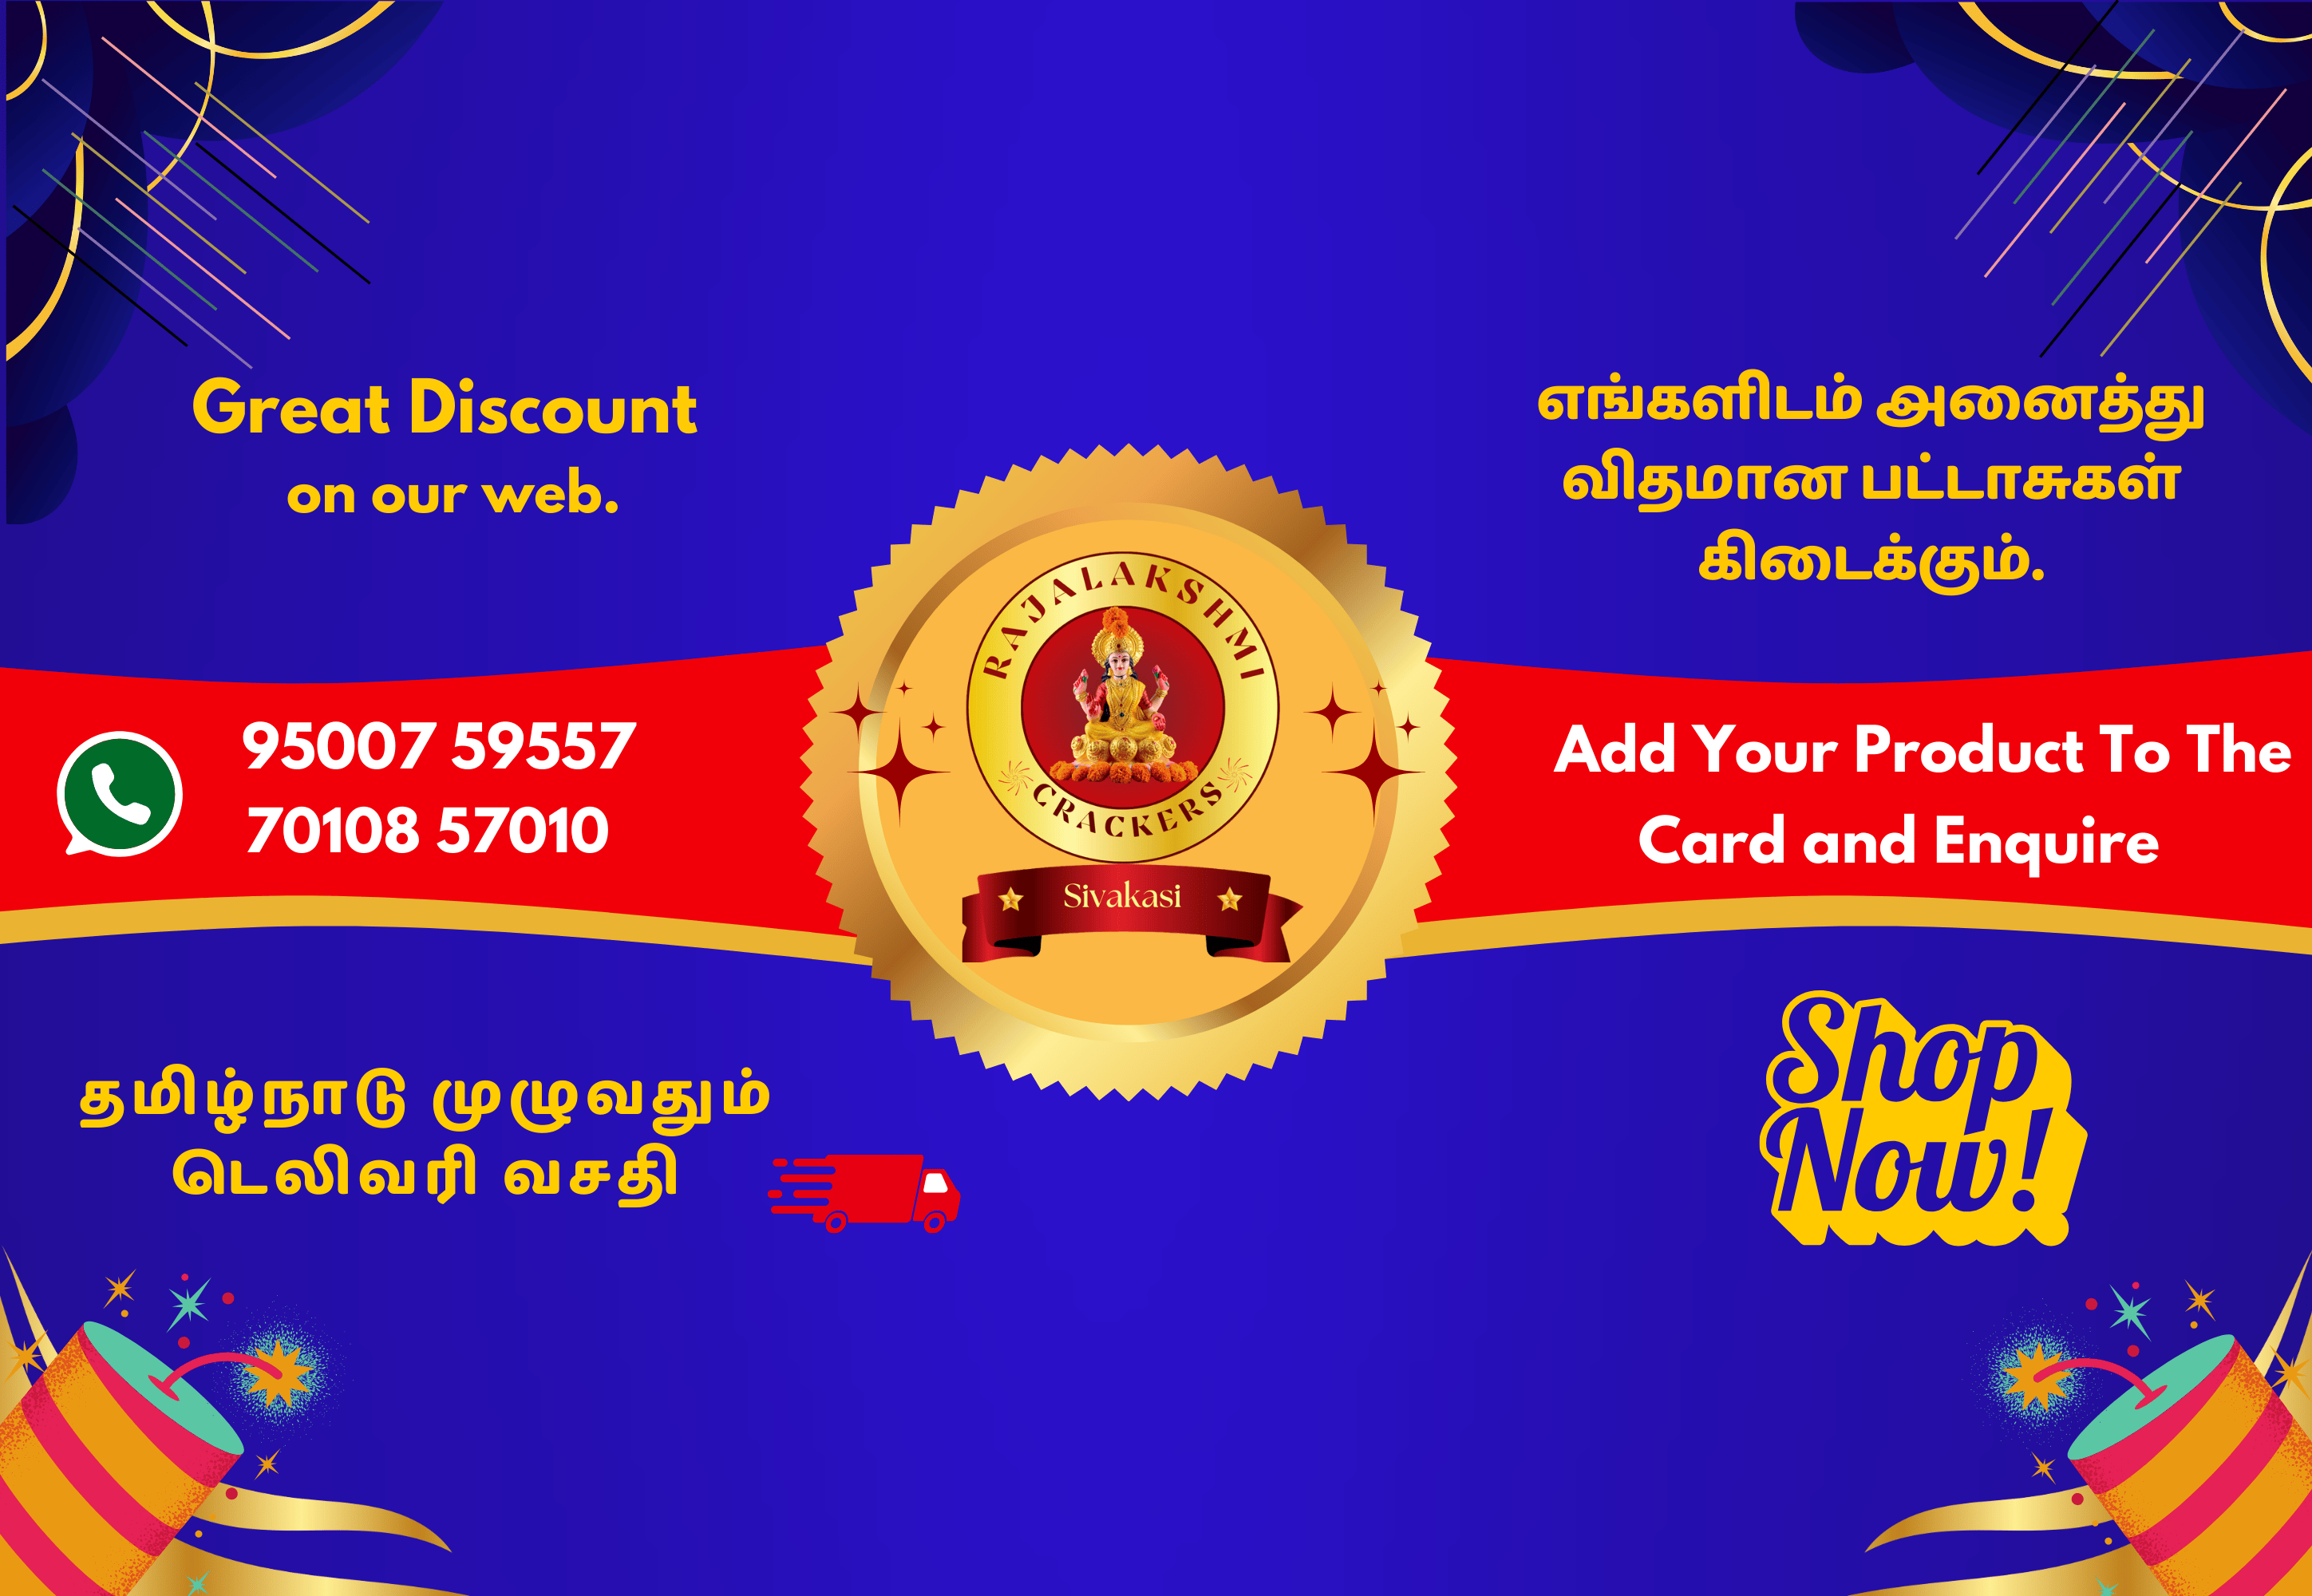 Great Discount
on our web.
எங்களிடம் அனைத்து
விதமான பட்டாசுகள்
கிடைக்கும்.
95007 59557
70108 57010
RAJALAKSHMI
CRACKERS
Sivakasi
Add Your Product To The
Card and Enquire
தமிழ்நாடு முழுவதும்
டெலிவரி வசதி
Shop
Now!